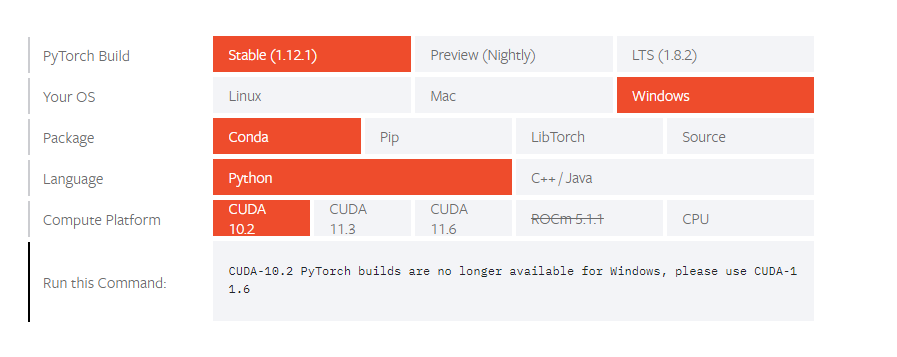 PyTorch Build Stable (1.12.1) Preview (Nightly) LTS (1.8.2)
Your OS Linux Mac Windows
Package Conda Pip LibTorch Source
Language Python C++ / Java
Compute Platform CUDA 10.2 CUDA 11.3 CUDA 11.6 ROCm 5.1.1 CPU
Run this Command: CUDA-10.2 PyTorch builds are no longer available for Windows, please use CUDA-1
1.6